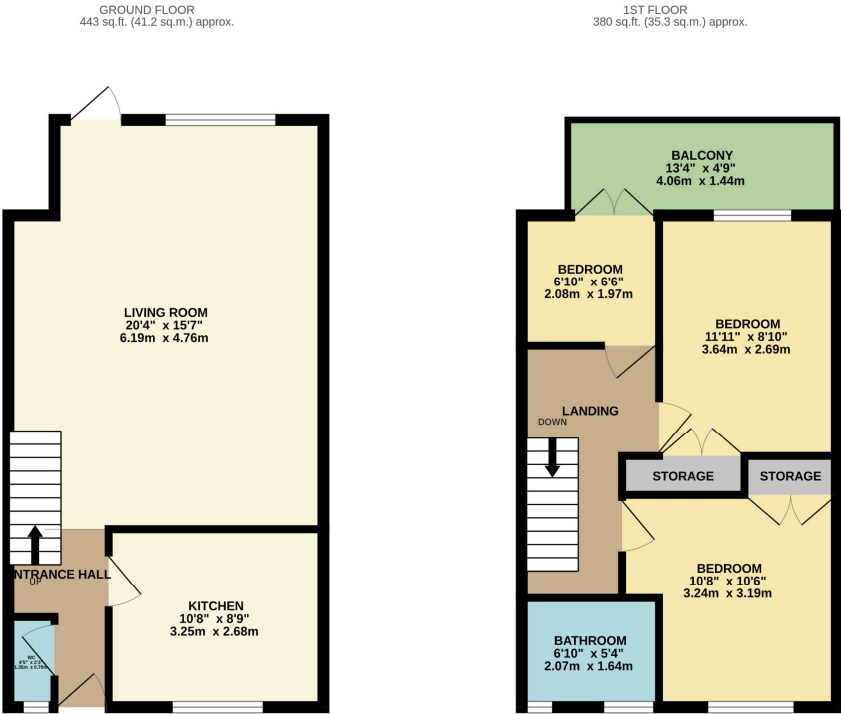 GROUND FLOOR
443 sq.ft. (41.2 sq.m.) approx.
1ST FLOOR
380 sq.ft. (35.3 sq.m.) approx.
LIVING ROOM
20'4" x 15'7"
6.19m x 4.76m
NTRANCE HALL
UP
KITCHEN
10'8" x 8'9"
3.25m x 2.68m
WC
BALCONY
13'4" x 4'9"
4.06m x 1.44m
BEDROOM
6'10" x 6'6"
2.08m x 1.97m
BEDROOM
11'11" x 8'10"
3.64m x 2.69m
LANDING
DOWN
STORAGE
STORAGE
BEDROOM
10'8" x 10'6"
3.24m x 3.19m
BATHROOM
6'10" x 5'4"
2.07m x 1.64m